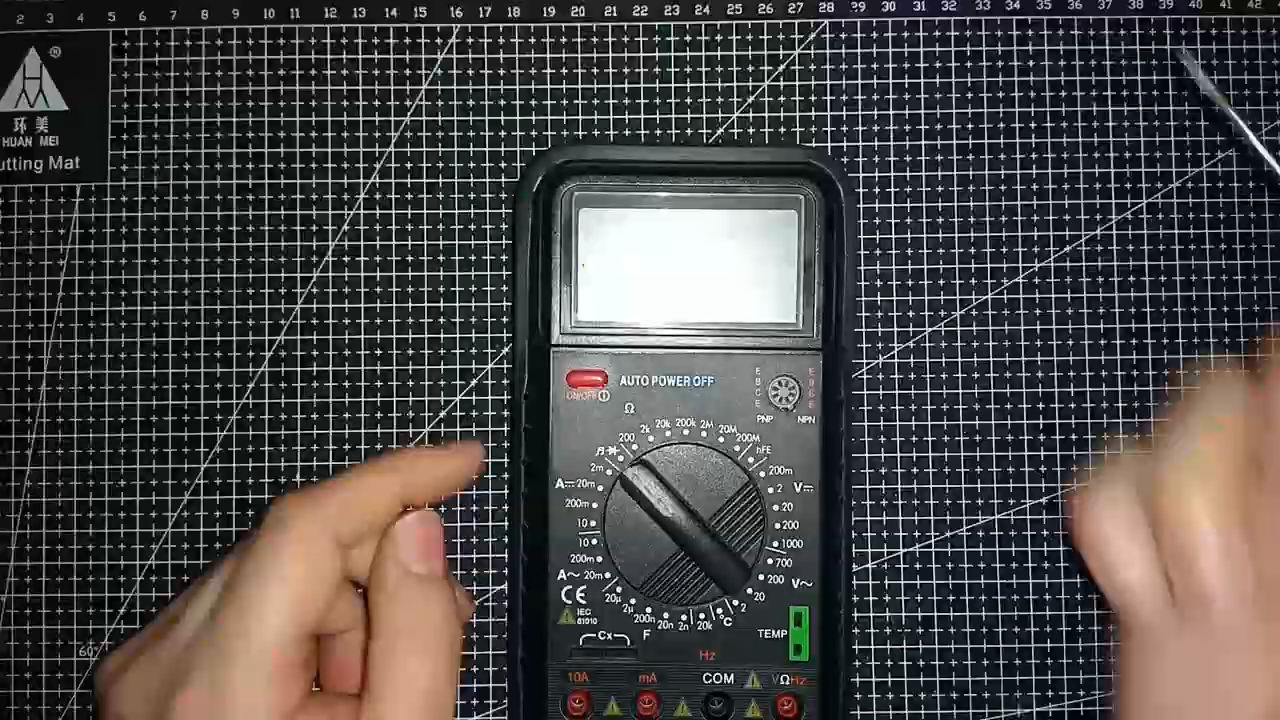 2 3 4 5 6 7 8 9 10 11 12 13 14 15 16 17 18 19 20 21 22 23 24 25 26 27 28 29 30 31 32 33 34 35 36 37 38 39 40 41 42
®
环美
HUAN MEI
utting Mat
ON/OFF
AUTO POWER OFF
E B C E
PNP
E B C E
NPN
Ω
200 2k 20k 200k 2M 20M 200M
hFE
2m
A 20m
200m
10
10
200m
A~ 20m
200m
2 V
20
200
1000
700
200 V~
20
2
°C
20k
2n
20n
200n
2µ
20µ
F
CE
IEC
61010
Cx
TEMP
Hz
10A mA COM VΩHz
60°